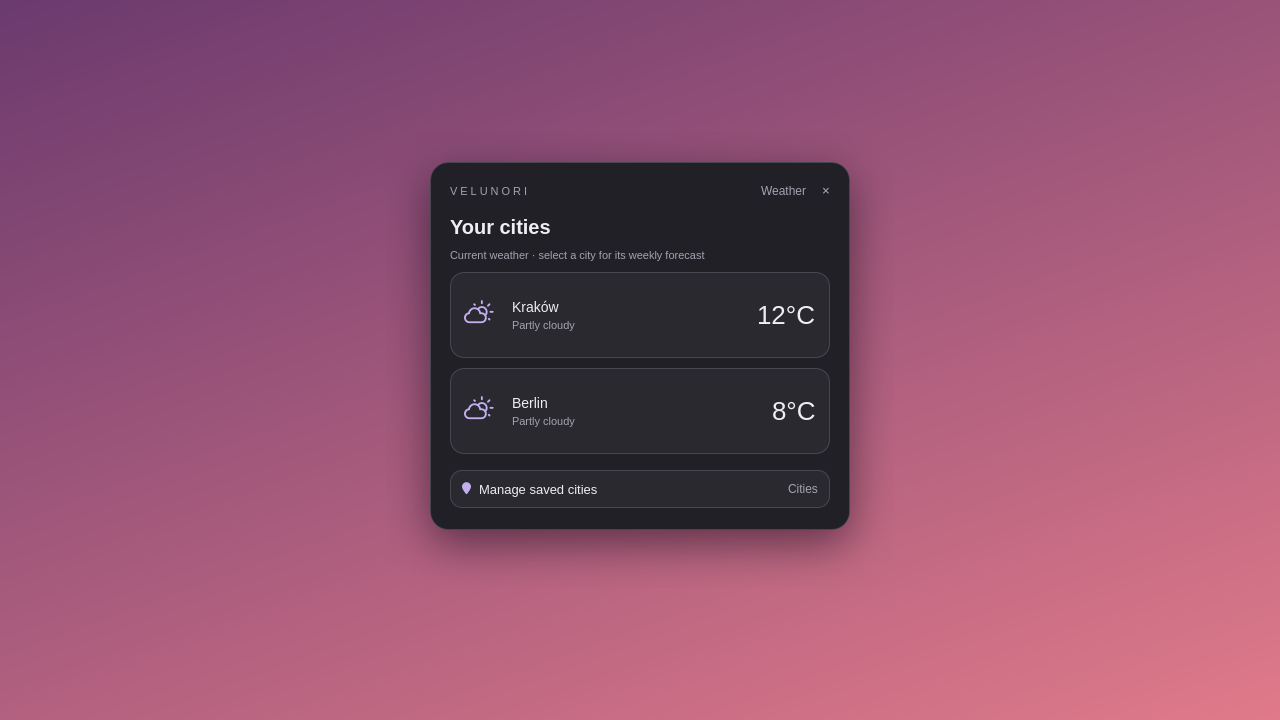 VELUNORI
Weather ×
Your cities
Current weather · select a city for its weekly forecast
Kraków
Partly cloudy
12°C
Berlin
Partly cloudy
8°C
Manage saved cities
Cities